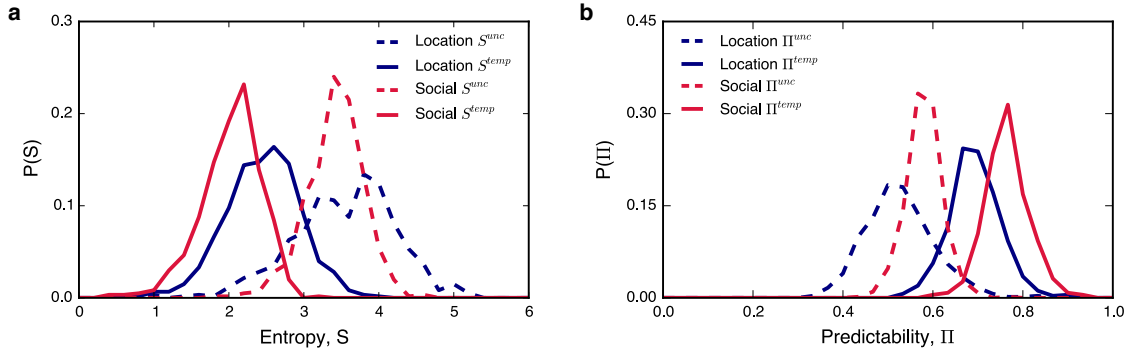 a
P(S)
0.3
0.2
0.1
0.0
0 1 2 3 4 5 6
Entropy, S
Location S^unc
Location S^temp
Social S^unc
Social S^temp
b
P(Π)
0.45
0.30
0.15
0.00
0.0 0.2 0.4 0.6 0.8 1.0
Predictability, Π
Location Π^unc
Location Π^temp
Social Π^unc
Social Π^temp